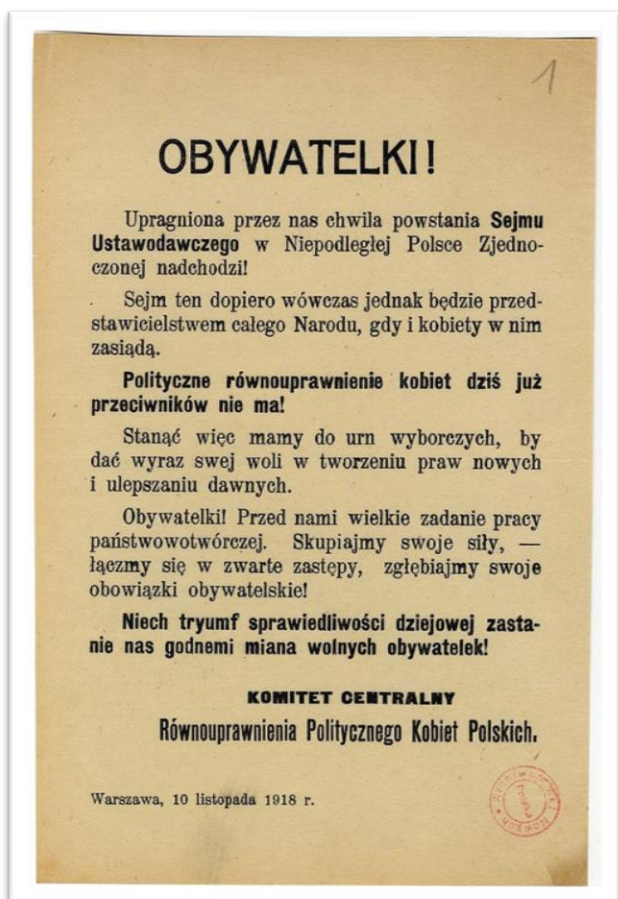 1
OBYWATELKI!
Upragniona przez nas chwila powstania Sejmu
Ustawodawczego w Niepodległej Polsce Zjedno-
czonej nadchodzi!
Sejm ten dopiero wówczas jednak będzie przed-
stawicielstwem całego Narodu, gdy i kobiety w nim
zasiądą.
Polityczne równouprawnienie kobiet dziś już
przeciwników nie ma!
Stanąć więc mamy do urn wyborczych, by
dać wyraz swej woli w tworzeniu praw nowych
i ulepszaniu dawnych.
Obywatelki! Przed nami wielkie zadanie pracy
państwowotwórczej. Skupiajmy swoje siły, —
łączmy się w zwarte zastępy, zgłębiajmy swoje
obowiązki obywatelskie!
Niech tryumf sprawiedliwości dziejowej zasta-
nie nas godnemi miana wolnych obywatelek!
KOMITET CENTRALNY
Równouprawnienia Politycznego Kobiet Polskich.
Warszawa, 10 listopada 1918 r.
Archiwum Akt Nowych